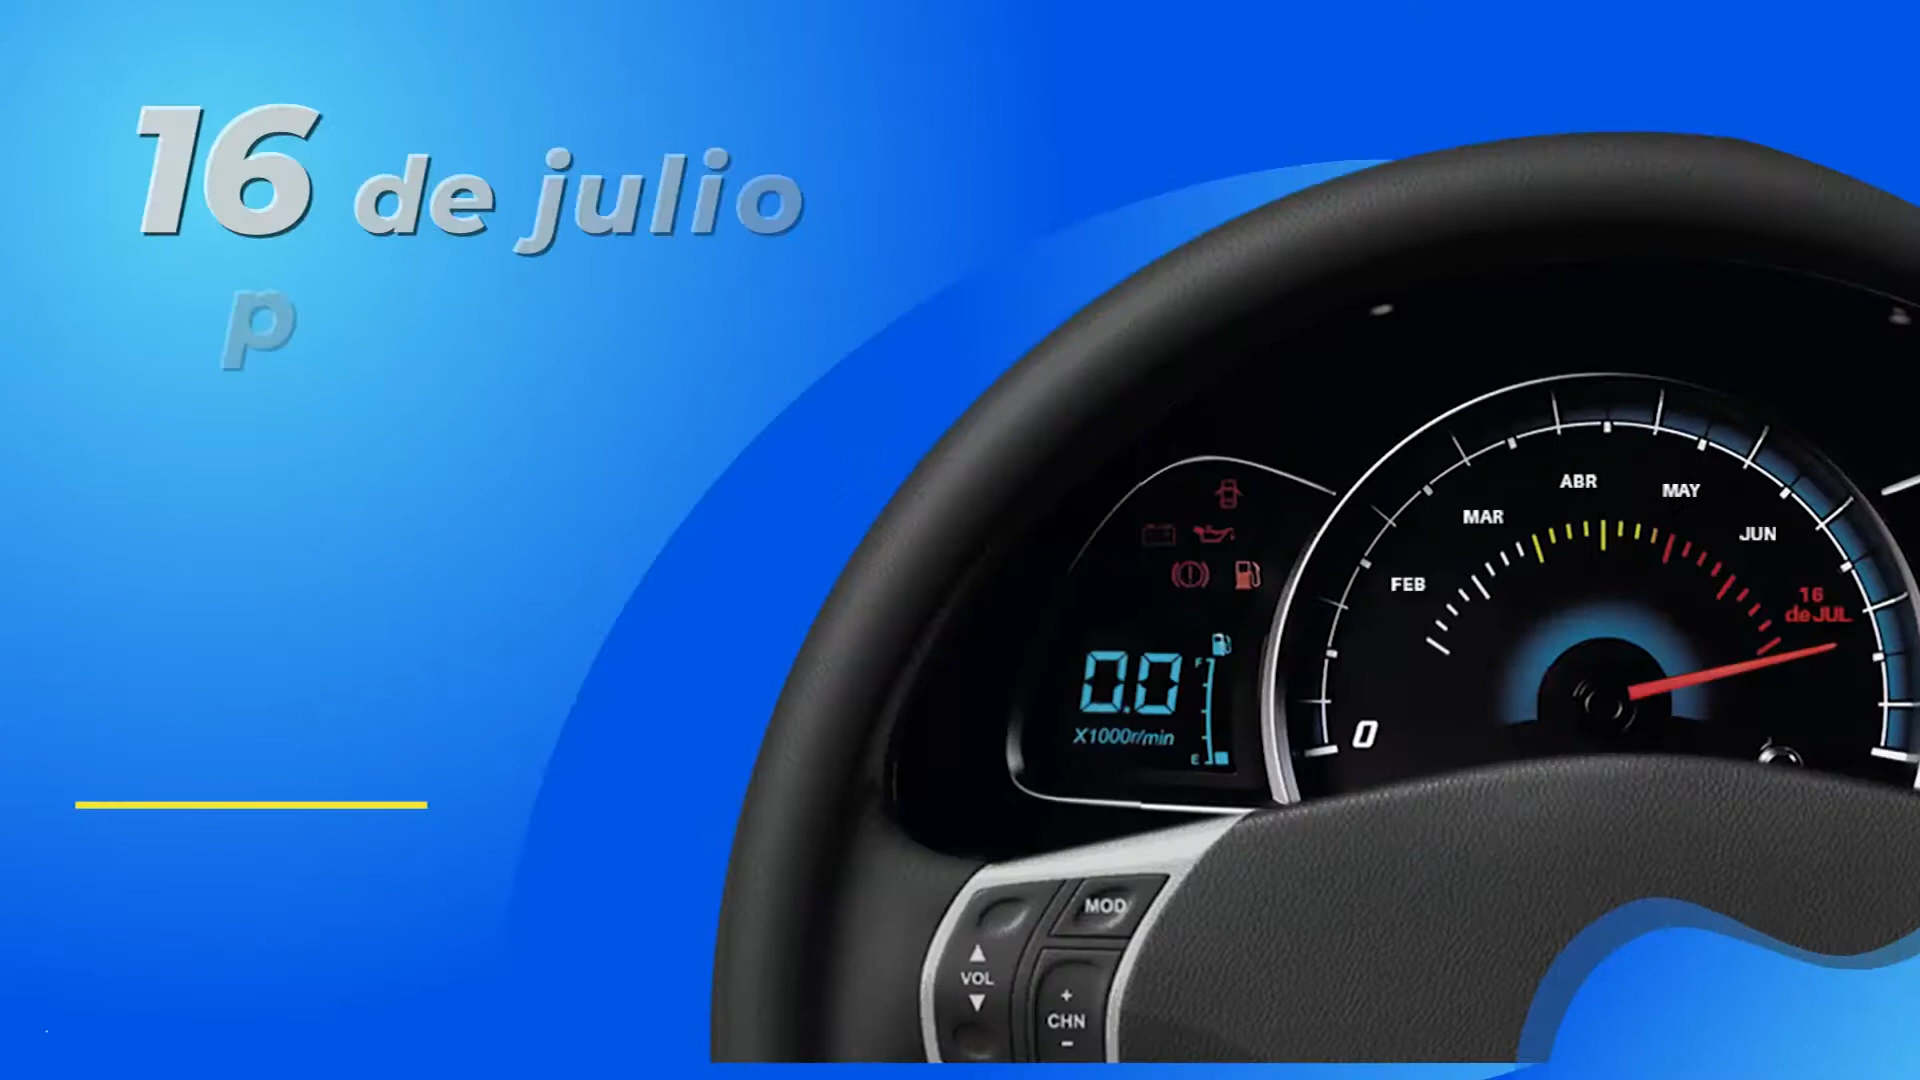 16 de julio
p
ABR
MAY
MAR
JUN
FEB
16
de JUL
0.0
F
X1000r/min
E
0
MOD
VOL
+
CHN
-